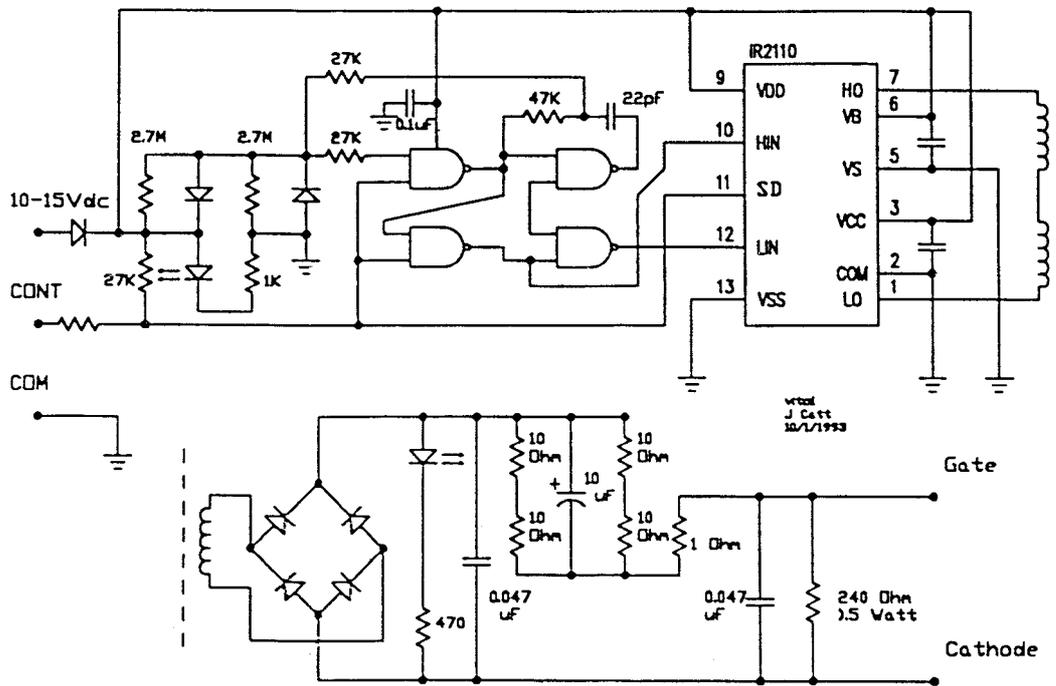 27K
IR2110
9
VDD
HO
7
47K
22pF
VB
6
0.1uF
2.7M
2.7M
27K
10
HIN
VS
5
10-15Vdc
11
SD
VCC
3
27K
1K
12
LIN
COM
2
CONT
13
VSS
LO
1
COM
J Catt
10/1/1993
10
Ohm
10
Ohm
Gate
+
10
uF
10
Ohm
10
Ohm
1 Ohm
0.047
uF
0.047
uF
240 Ohm
).5 Watt
470
Cathode